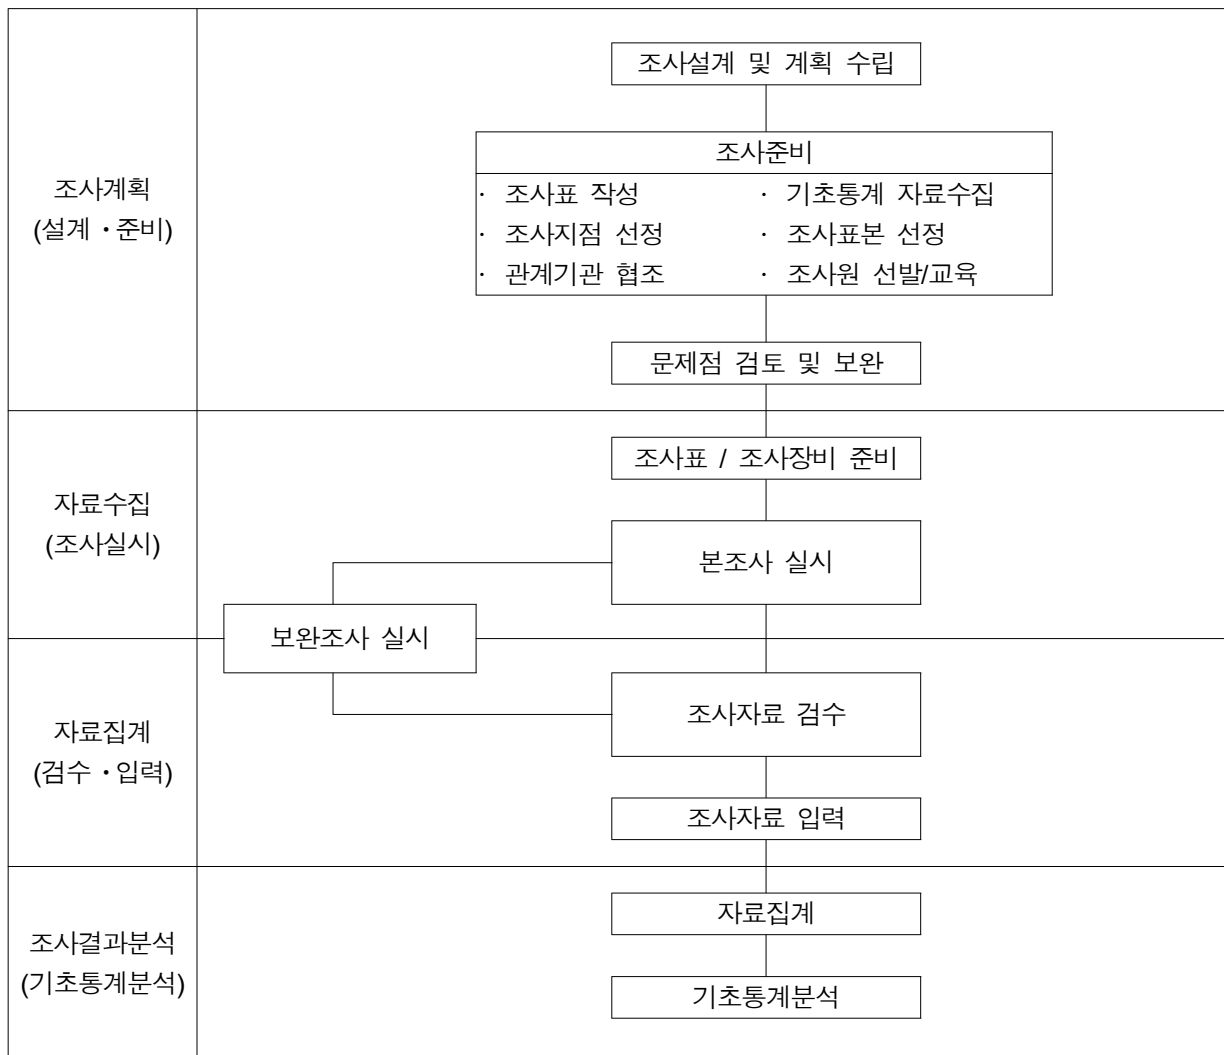 조사계획
(설계・준비)
조사설계 및 계획 수립
조사준비
· 조사표 작성 · 기초통계 자료수집
· 조사지점 선정 · 조사표본 선정
· 관계기관 협조 · 조사원 선발/교육
문제점 검토 및 보완
자료수집
(조사실시)
조사표 / 조사장비 준비
본조사 실시
보완조사 실시
자료집계
(검수・입력)
조사자료 검수
조사자료 입력
조사결과분석
(기초통계분석)
자료집계
기초통계분석